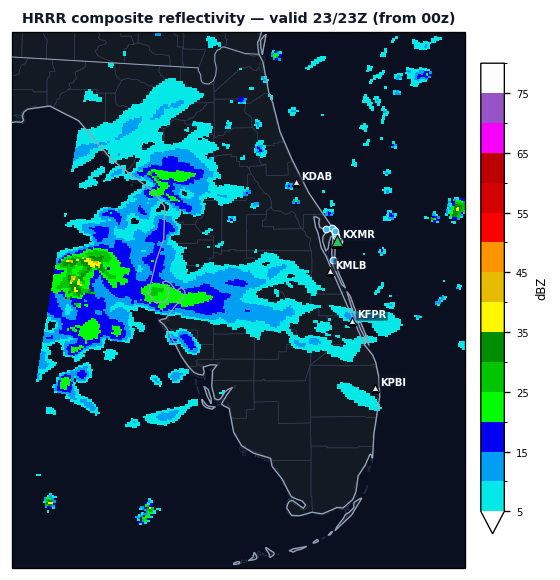 HRRR composite reflectivity — valid 23/23Z (from 00z)
KDAB
KXMR
KMLB
KFPR
KPBI
75
65
55
45
35
25
15
5
dBZ